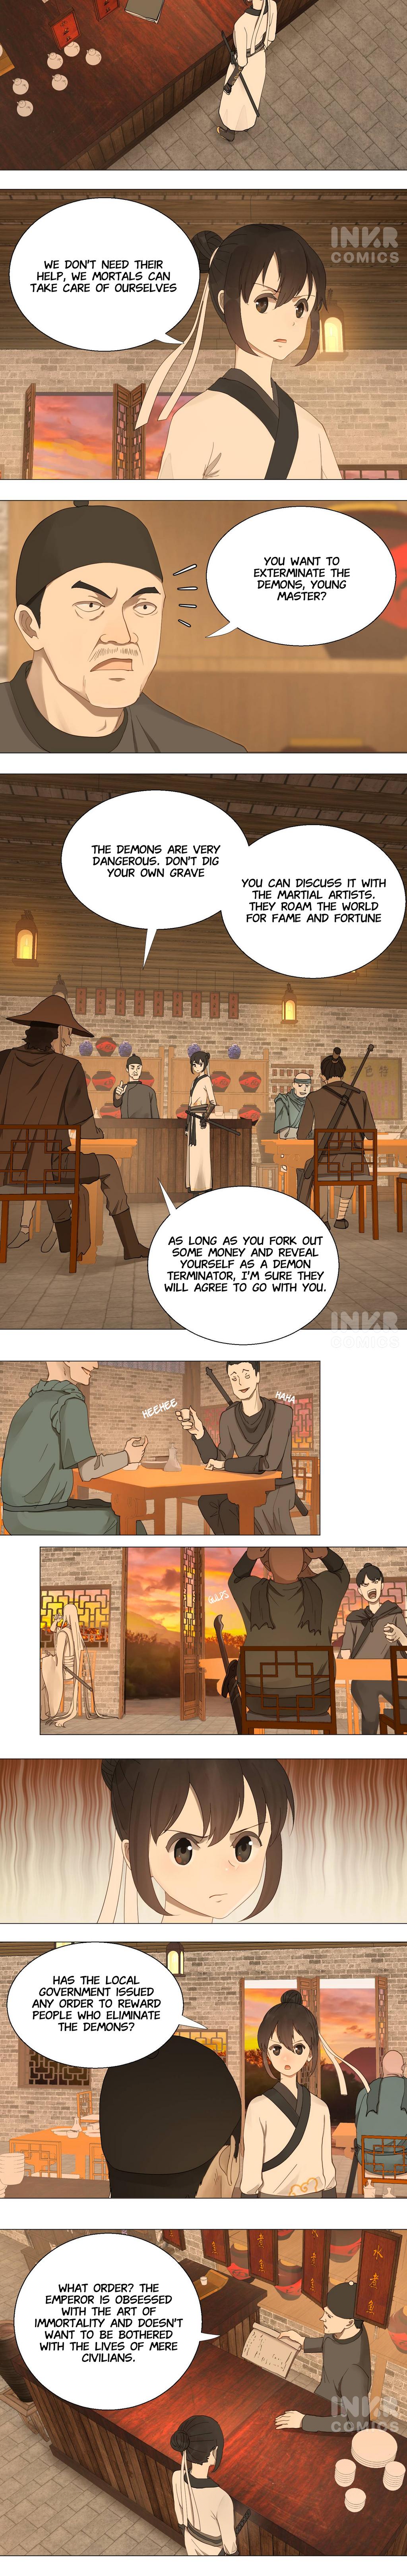 INKR
COMICS
WE DON'T NEED THEIR
HELP, WE MORTALS CAN
TAKE CARE OF OURSELVES
YOU WANT TO
EXTERMINATE THE
DEMONS, YOUNG
MASTER?
THE DEMONS ARE VERY
DANGEROUS. DON'T DIG
YOUR OWN GRAVE
YOU CAN DISCUSS IT WITH
THE MARTIAL ARTISTS.
THEY ROAM THE WORLD
FOR FAME AND FORTUNE
AS LONG AS YOU FORK OUT
SOME MONEY AND REVEAL
YOURSELF AS A DEMON
TERMINATOR, I'M SURE THEY
WILL AGREE TO GO WITH YOU.
INKR
COMICS
HEEHEE
HAHA
GULPS
HAS THE LOCAL
GOVERNMENT ISSUED
ANY ORDER TO REWARD
PEOPLE WHO ELIMINATE
THE DEMONS?
WHAT ORDER? THE
EMPEROR IS OBSESSED
WITH THE ART OF
IMMORTALITY AND DOESN'T
WANT TO BE BOTHERED
WITH THE LIVES OF MERE
CIVILIANS.
水煮鱼
INKR
COMICS